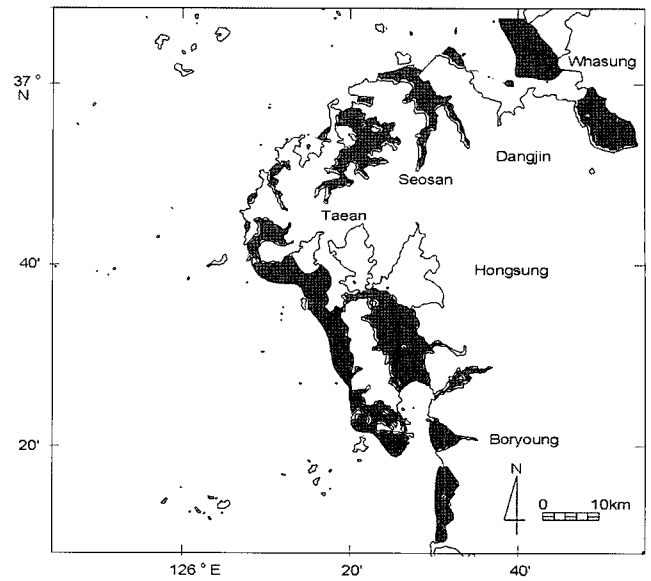 Whasung
37°
N
Dangjin
Seosan
Taean
40'
Hongsung
20'
Boryoung
N
0 10km
126°E
20'
40'